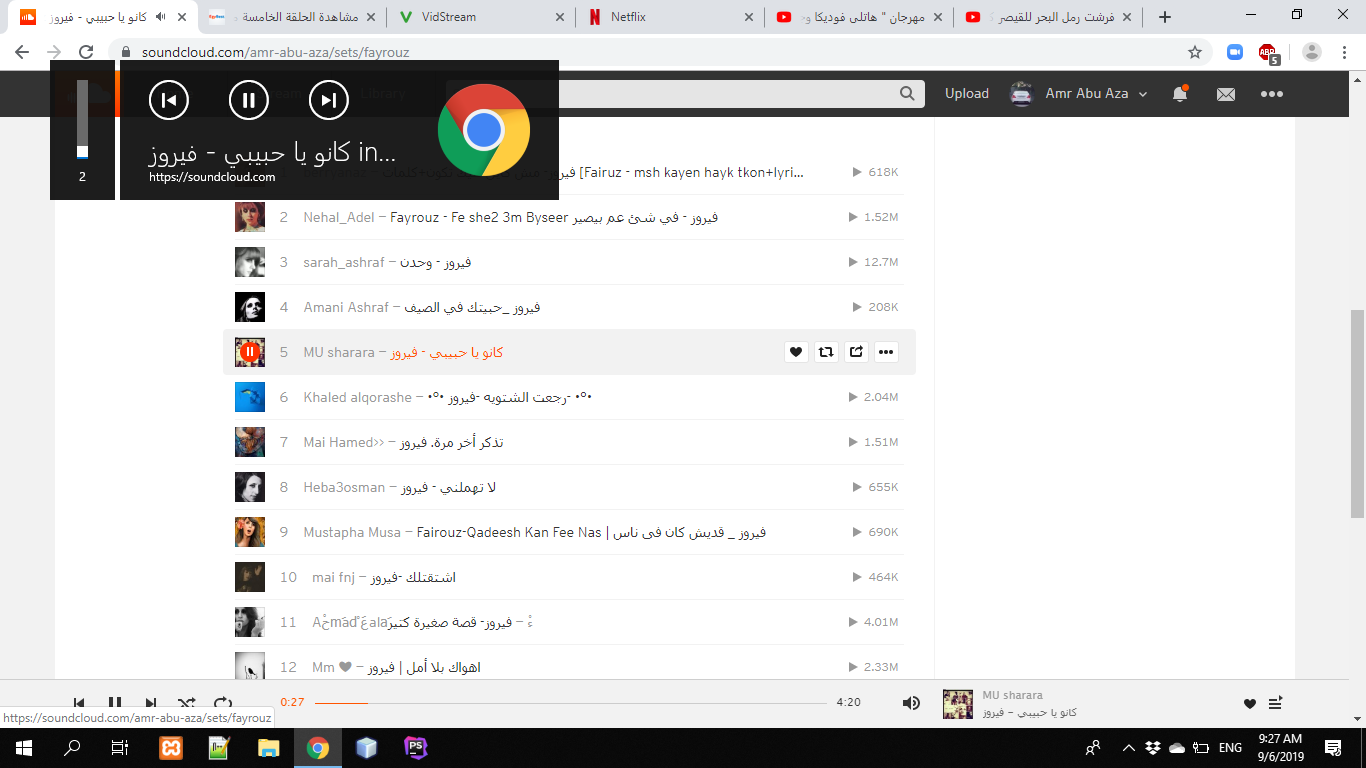 كانو يا حبيبي - فيروز
مشاهدة الحلقة الخامسة
VidStream
Netflix
مهرجان " هاتلى فوديكا وح
فرشت رمل البحر للقيصر
soundcloud.com/amr-abu-aza/sets/fayrouz
ABP
5
Library
Upload
Amr Abu Aza
2
كانو يا حبيبي - فيروز in...
https://soundcloud.com
[Fairuz - msh kayen hayk tkon+lyri...
618K
2 Nehal_Adel – Fayrouz - Fe she2 3m Byseer فيروز - في شئ عم بيصير
1.52M
3 sarah_ashraf – فيروز - وحدن
12.7M
4 Amani Ashraf – فيروز _حبيتك في الصيف
208K
5 MU sharara – كانو يا حبيبي - فيروز
6 Khaled alqorashe – •°• رجعت الشتويه -فيروز- •°•
2.04M
7 Mai Hamed>> – تذكر أخر مرة. فيروز
1.51M
8 Heba3osman – لا تهملني - فيروز
655K
9 Mustapha Musa – Fairouz-Qadeesh Kan Fee Nas | فيروز _ قديش كان فى ناس
690K
10 mai fnj – اشتقتلك -فيروز
464K
11 فيروز- قصة صغيرة كتير
4.01M
12 Mm ❤ – اهواك بلا أمل | فيروز
2.33M
0:27
4:20
MU sharara
كانو يا حبيبي - فيروز
https://soundcloud.com/amr-abu-aza/sets/fayrouz
PS
ENG
9:27 AM
9/6/2019